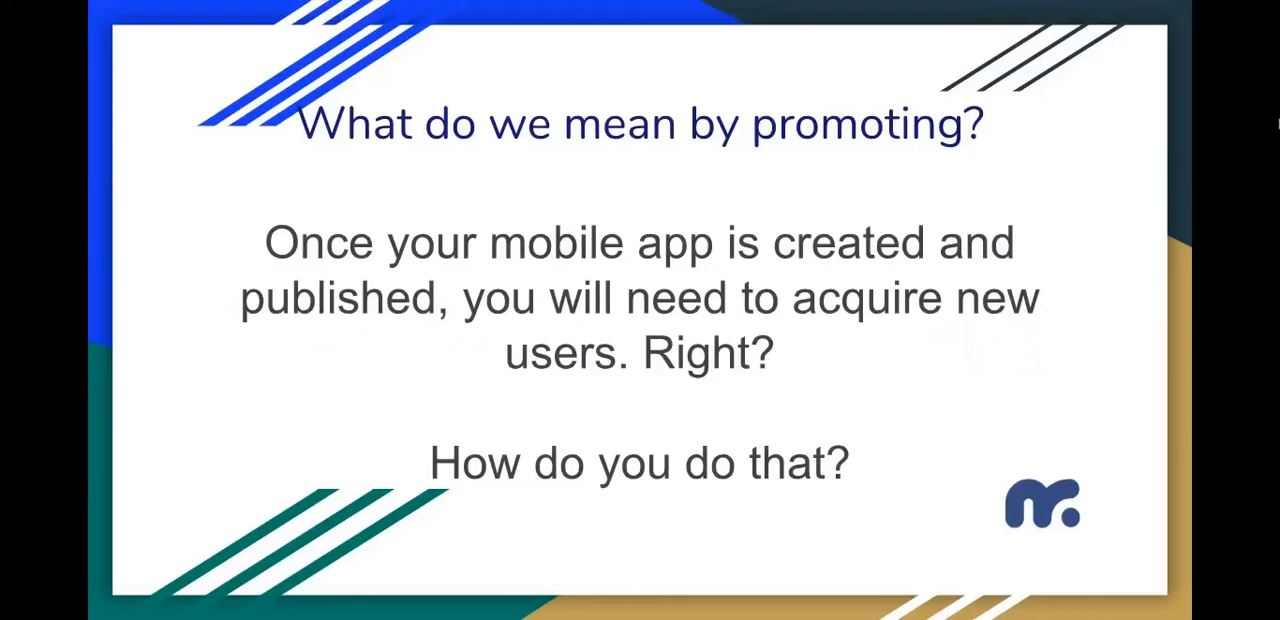 What do we mean by promoting?
Once your mobile app is created and
published, you will need to acquire new
users. Right?
How do you do that?